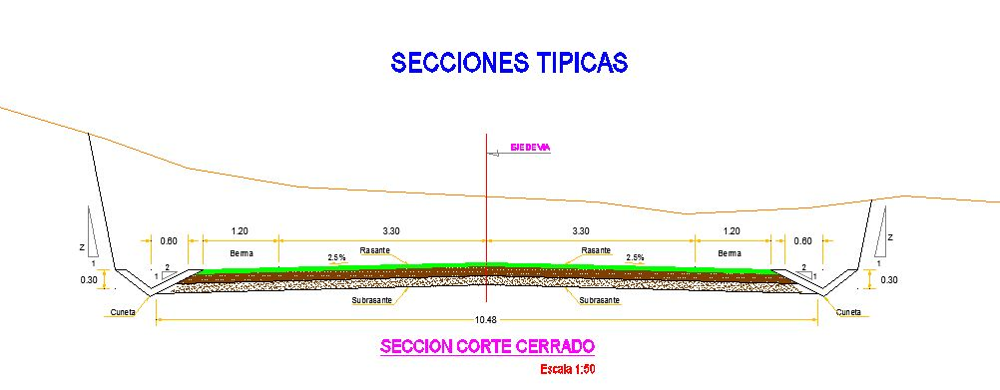 SECCIONES TIPICAS
EJE DE VIA
1.20 3.30 3.30 1.20
0.60 0.60
Z Z
Berma Rasante Rasante Berma
2.5% 2.5%
1 1
2 2
1 1
0.30 0.30
Subrasante Subrasante
Cuneta Cuneta
10.48
SECCION CORTE CERRADO
Escala 1:50